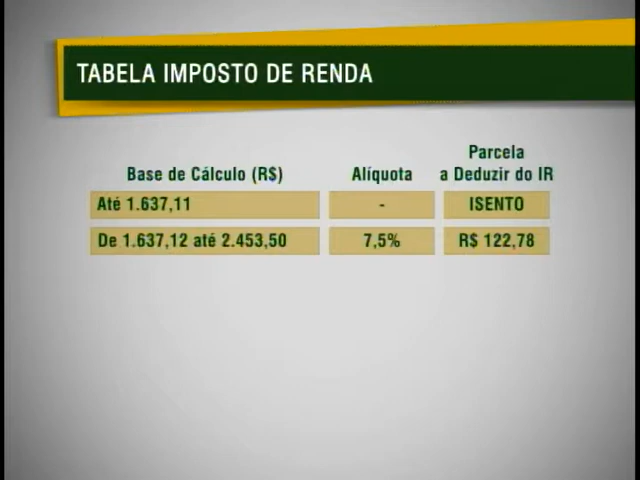 TABELA IMPOSTO DE RENDA
Base de Cálculo (R$) Alíquota Parcela a Deduzir do IR
Até 1.637,11 - ISENTO
De 1.637,12 até 2.453,50 7,5% R$ 122,78